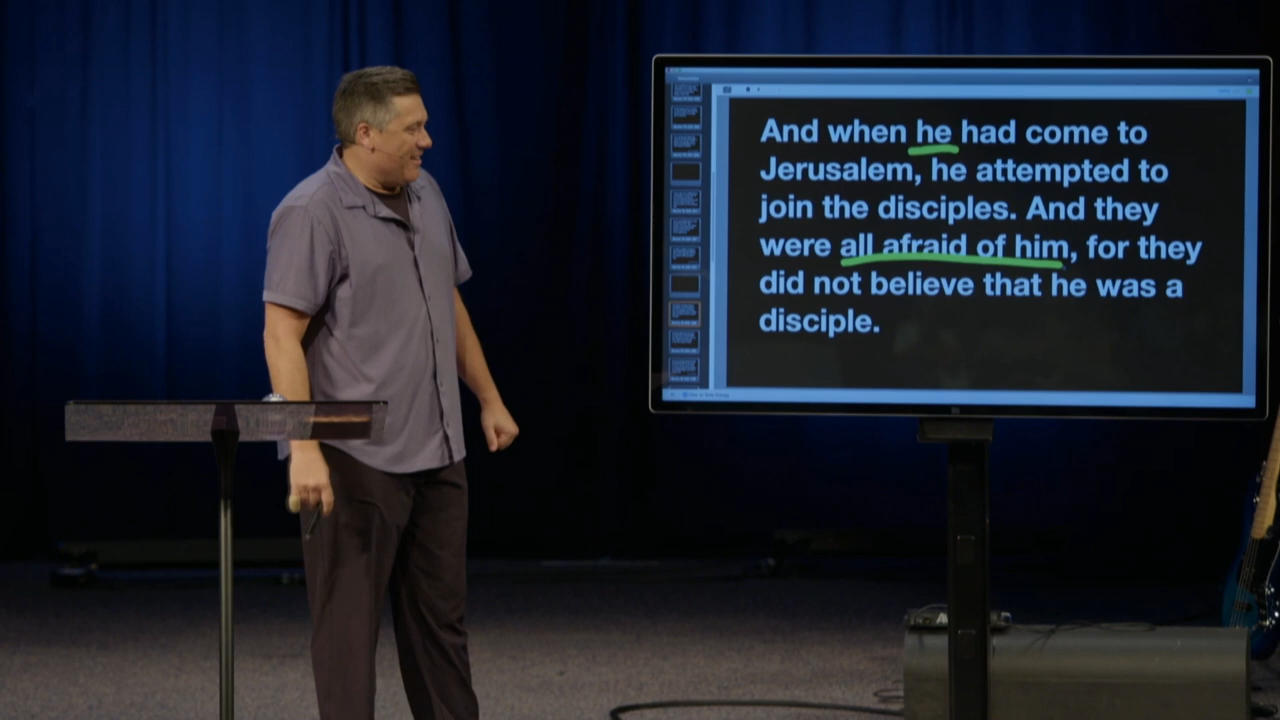 And when he had come to
Jerusalem, he attempted to
join the disciples. And they
were all afraid of him, for they
did not believe that he was a
disciple.